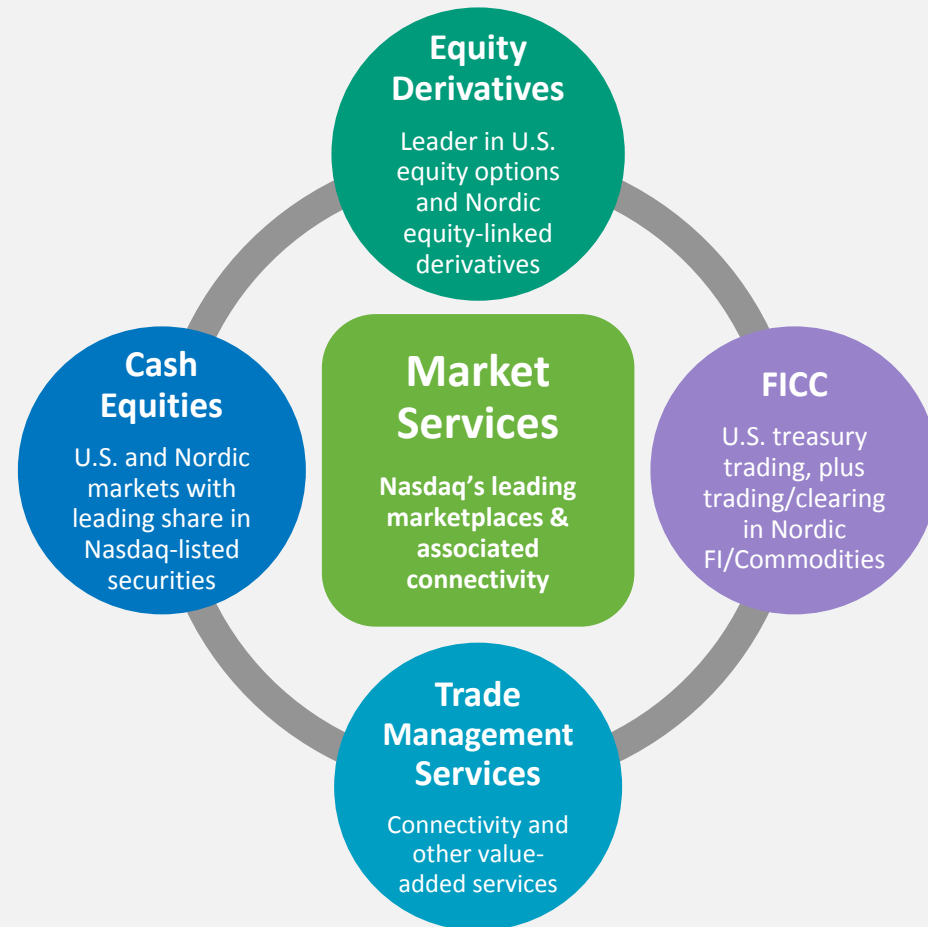 Equity
Derivatives
Leader in U.S.
equity options
and Nordic
equity-linked
derivatives
Cash
Equities
U.S. and Nordic
markets with
leading share in
Nasdaq-listed
securities
Market
Services
Nasdaq’s leading
marketplaces &
associated
connectivity
FICC
U.S. treasury
trading, plus
trading/clearing
in Nordic
FI/Commodities
Trade
Management
Services
Connectivity and
other value-
added services